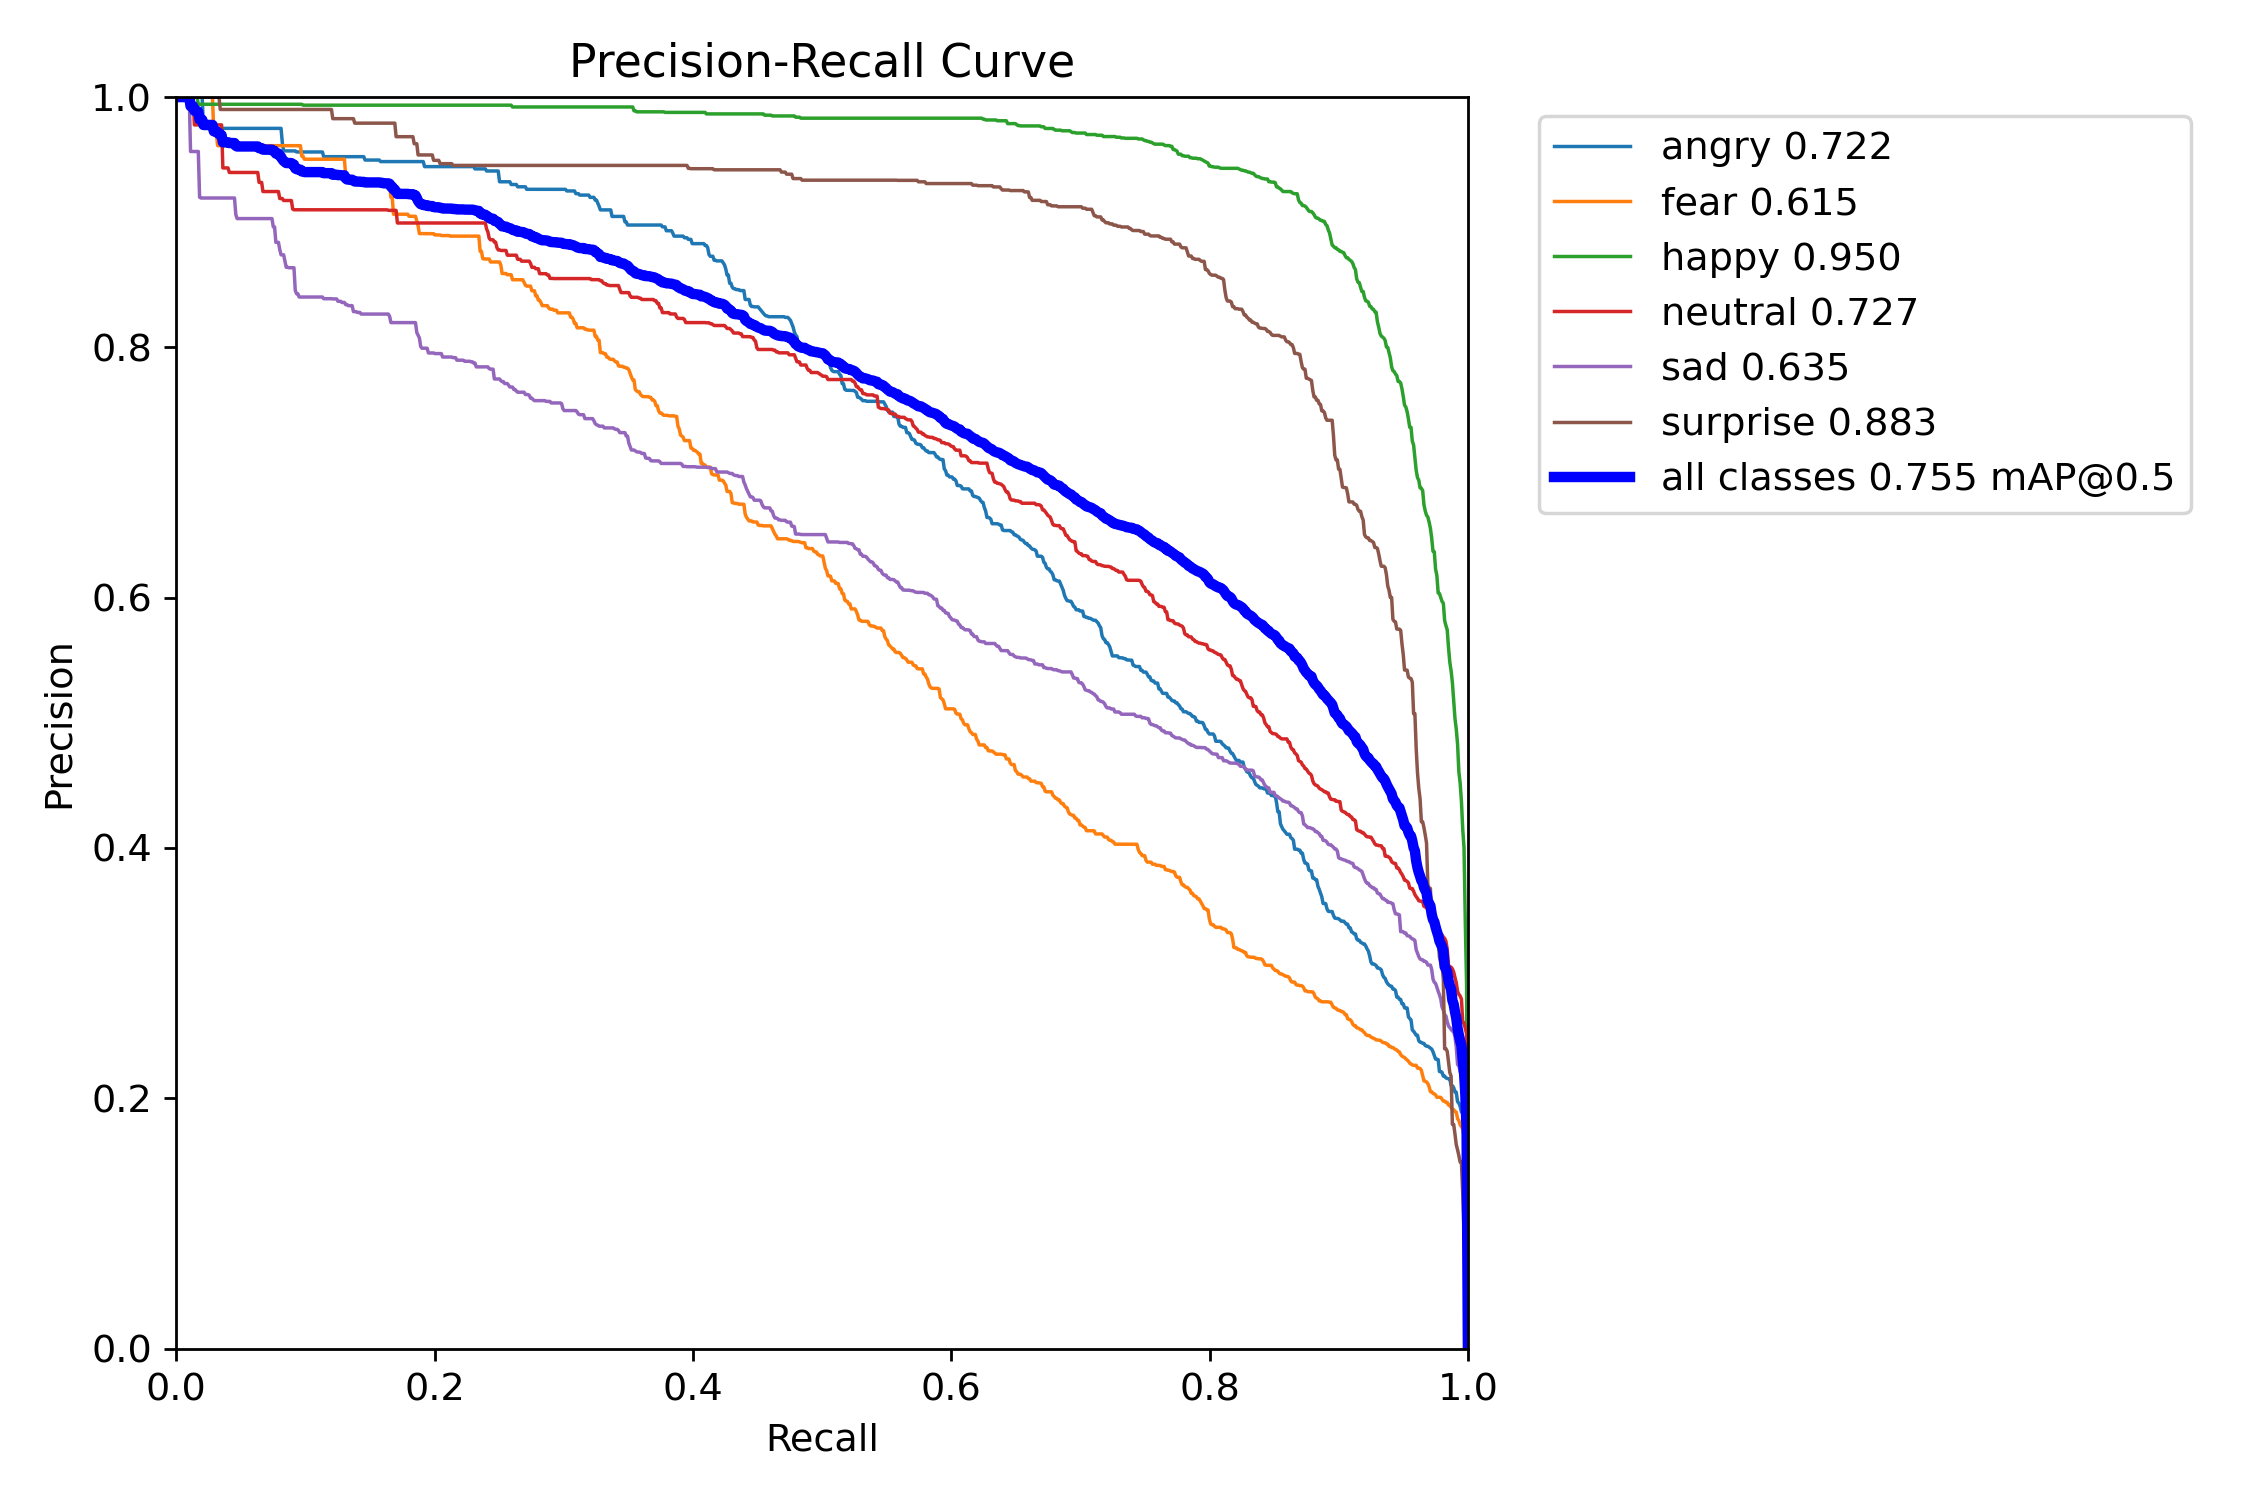 Precision-Recall Curve
1.0
0.8
0.6
0.4
0.2
0.0
Precision
0.0 0.2 0.4 0.6 0.8 1.0
Recall
angry 0.722
fear 0.615
happy 0.950
neutral 0.727
sad 0.635
surprise 0.883
all classes 0.755 mAP@0.5